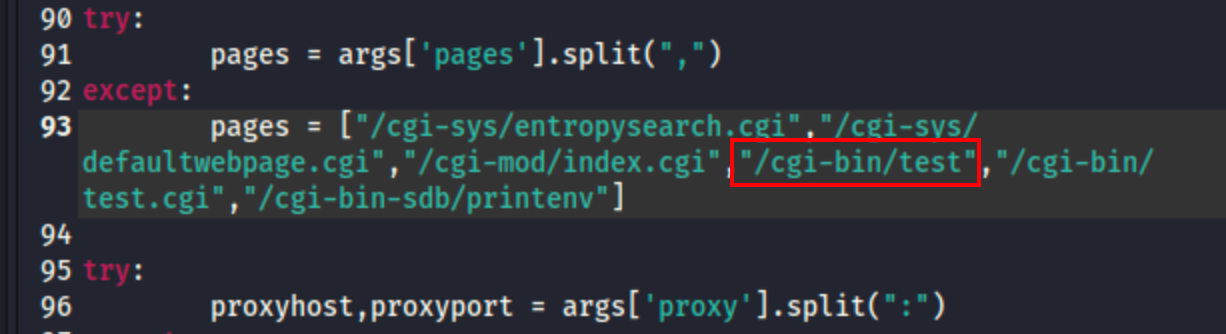 90 try:
91 pages = args['pages'].split(",")
92 except:
93 pages = ["/cgi-sys/entropysearch.cgi","/cgi-sys/
defaultwebpage.cgi","/cgi-mod/index.cgi","/cgi-bin/test","/cgi-bin/
test.cgi","/cgi-bin-sdb/printenv"]
94
95 try:
96 proxyhost,proxyport = args['proxy'].split(":")